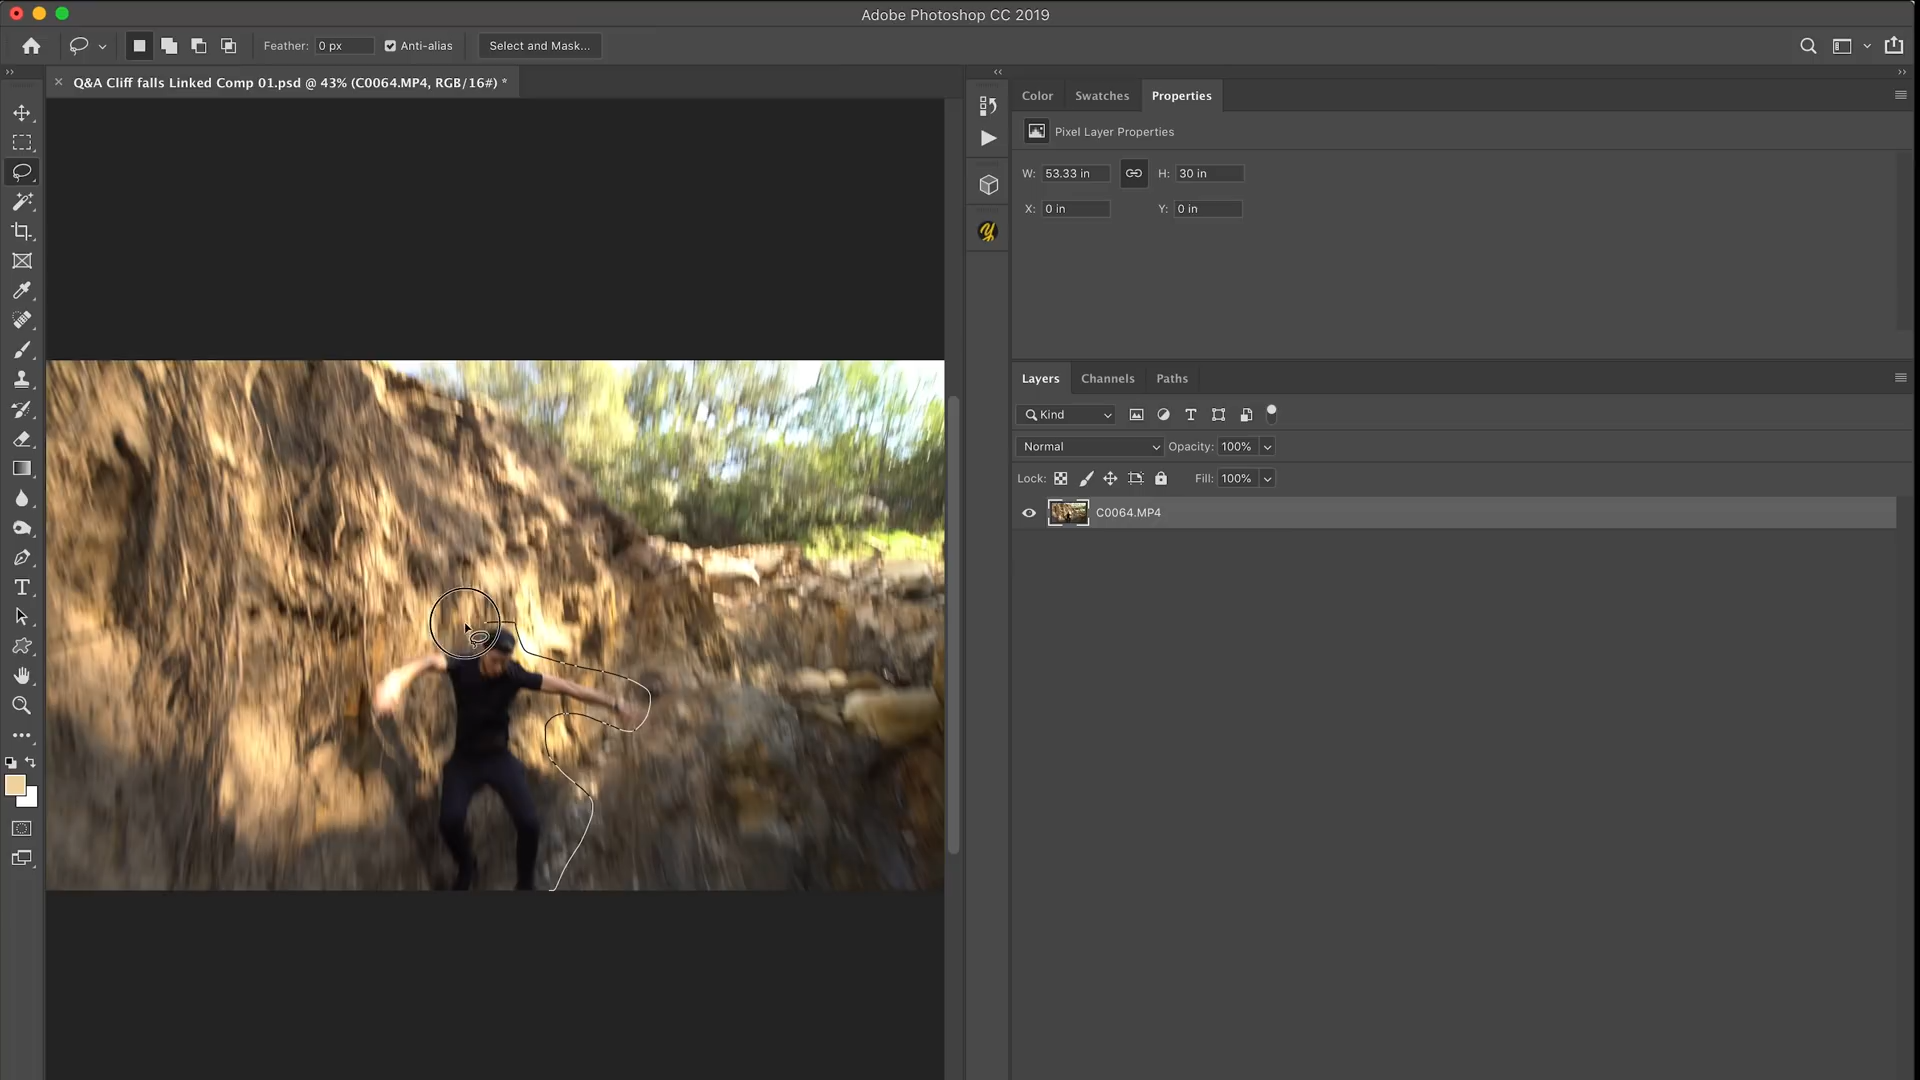 Adobe Photoshop CC 2019
Feather: 0 px Anti-alias Select and Mask...
Q&A Cliff falls Linked Comp 01.psd @ 43% (C0064.MP4, RGB/16#) *
Color Swatches Properties
Pixel Layer Properties
W: 53.33 in H: 30 in
X: 0 in Y: 0 in
Layers Channels Paths
Kind
Normal Opacity: 100%
Lock: Fill: 100%
C0064.MP4